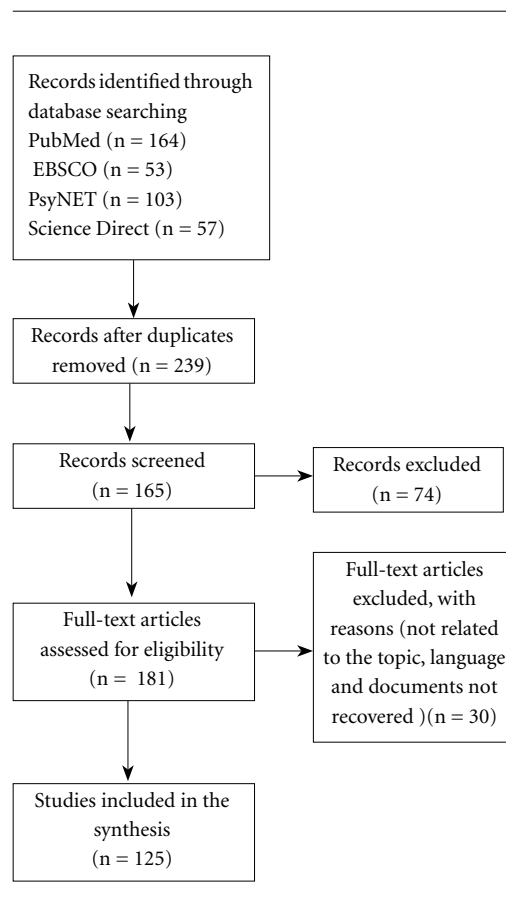 Records identified through
database searching
PubMed (n = 164)
EBSCO (n = 53)
PsyNET (n = 103)
Science Direct (n = 57)
Records after duplicates
removed (n = 239)
Records screened
(n = 165)
Records excluded
(n = 74)
Full-text articles
assessed for eligibility
(n = 181)
Full-text articles
excluded, with
reasons (not related
to the topic, language
and documents not
recovered )(n = 30)
Studies included in the
synthesis
(n = 125)